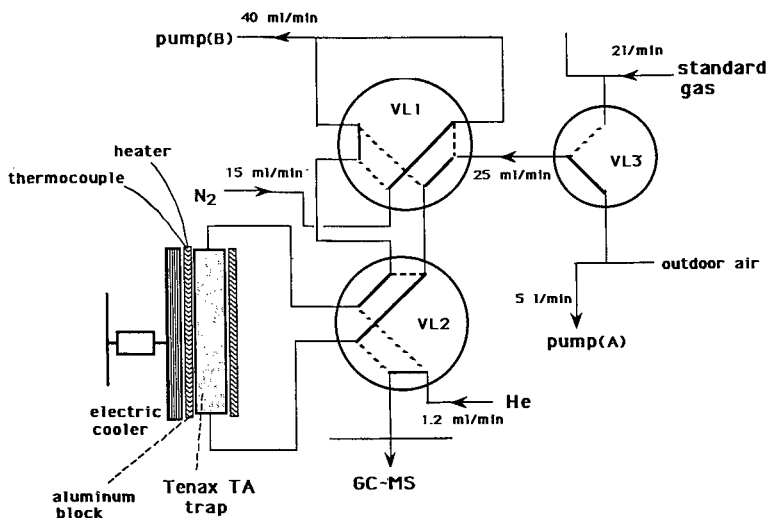 40 ml/min
pump(B)
2l/min
standard
gas
VL1
VL3
heater
thermocouple
N2
15 ml/min
25 ml/min
outdoor air
5 l/min
pump(A)
VL2
He
1.2 ml/min
electric
cooler
GC-MS
aluminum
block
Tenax TA
trap